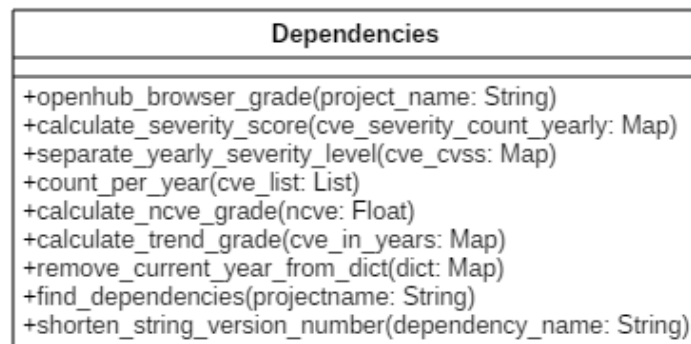 Dependencies
+openhub_browser_grade(project_name: String)
+calculate_severity_score(cve_severity_count_yearly: Map)
+separate_yearly_severity_level(cve_cvss: Map)
+count_per_year(cve_list: List)
+calculate_ncve_grade(ncve: Float)
+calculate_trend_grade(cve_in_years: Map)
+remove_current_year_from_dict(dict: Map)
+find_dependencies(projectname: String)
+shorten_string_version_number(dependency_name: String)